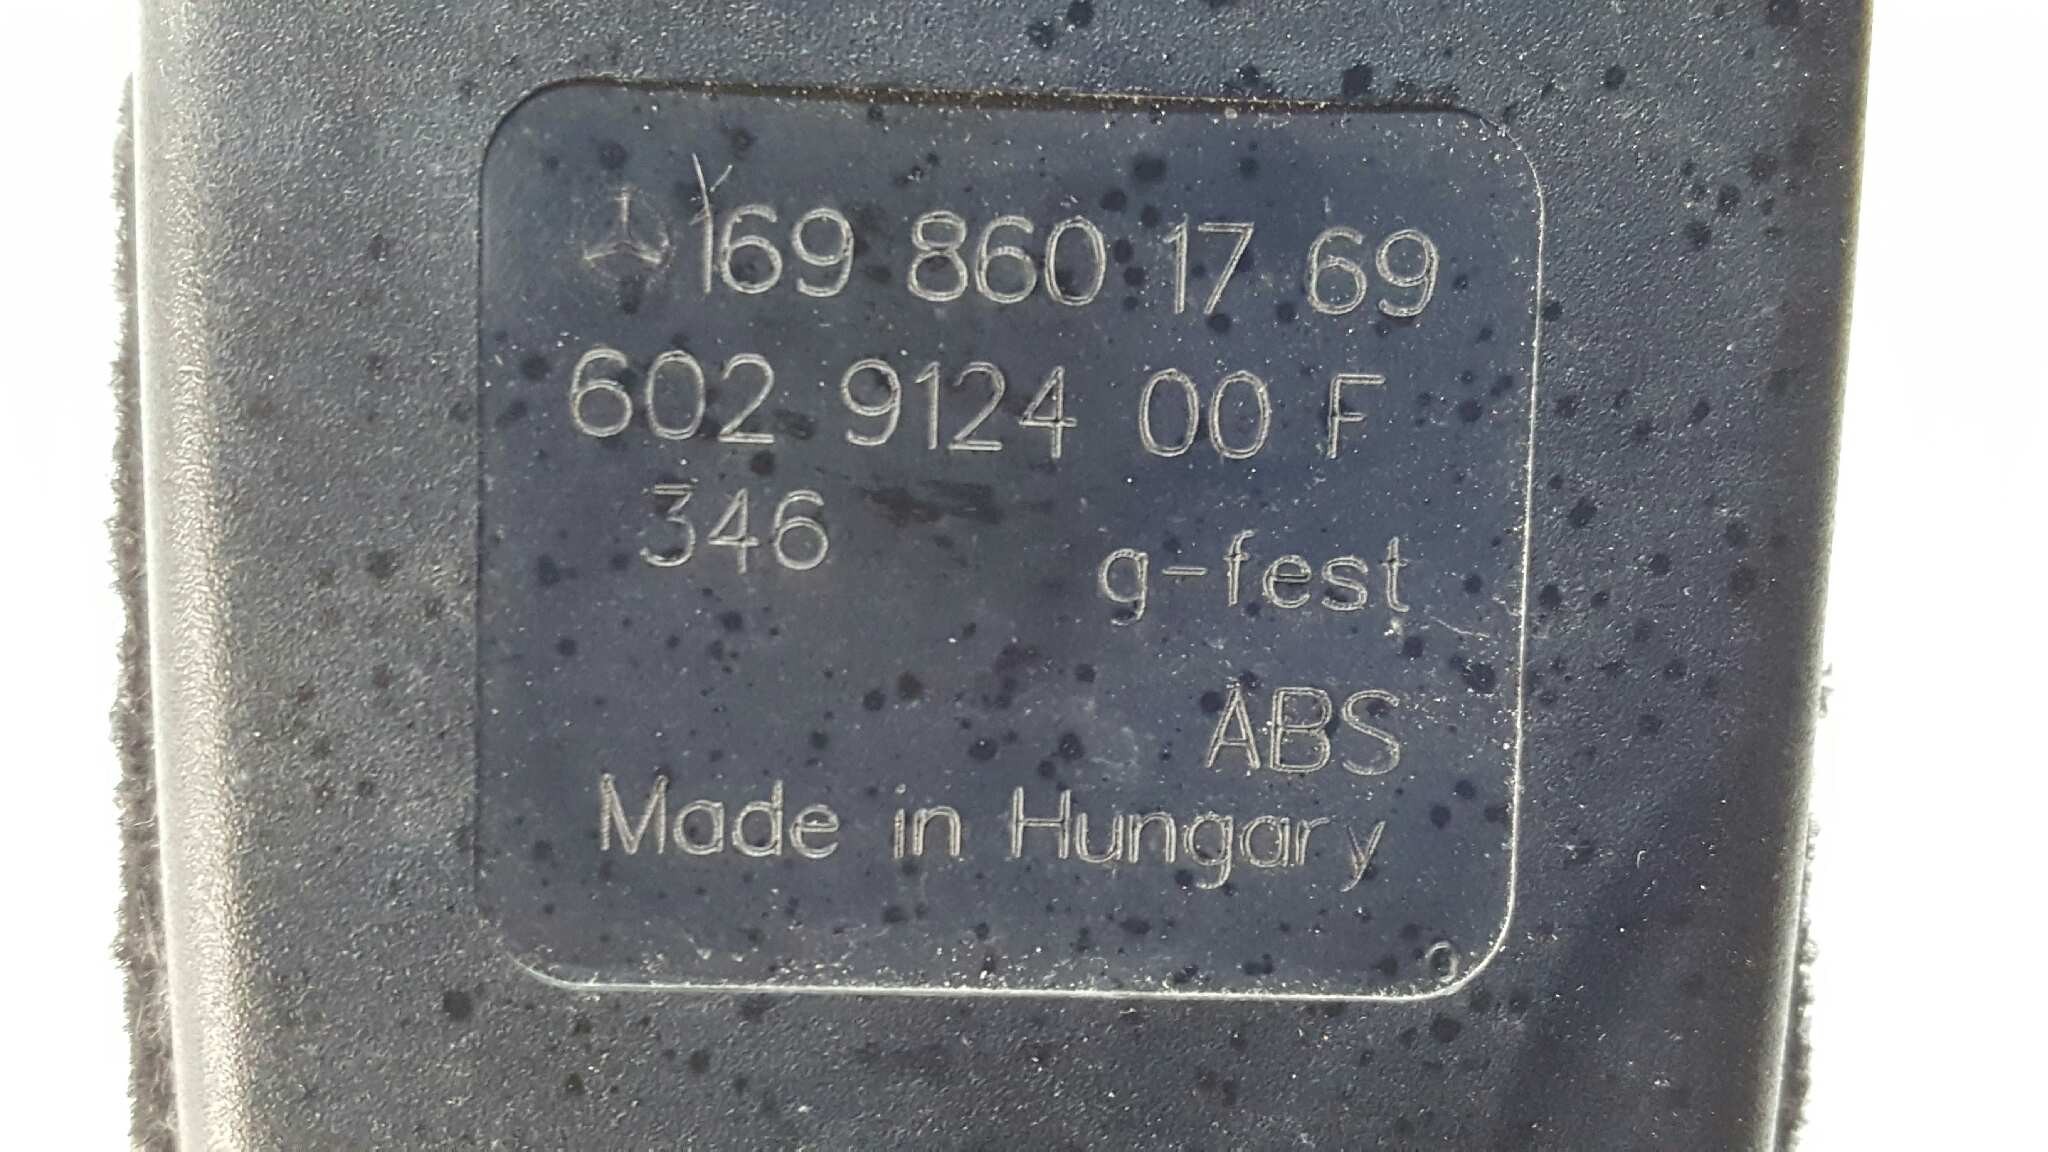 169 860 17 69
602 9124 00 F
346 g-fest
ABS
Made in Hungary